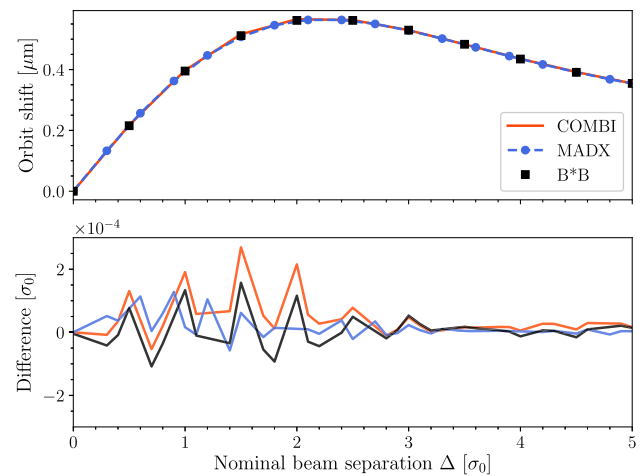 0.4
0.2
0.0
Orbit shift [μm]
COMBI
MADX
B*B
×10⁻⁴
2
0
−2
Difference [σ₀]
0 1 2 3 4 5
Nominal beam separation Δ [σ₀]